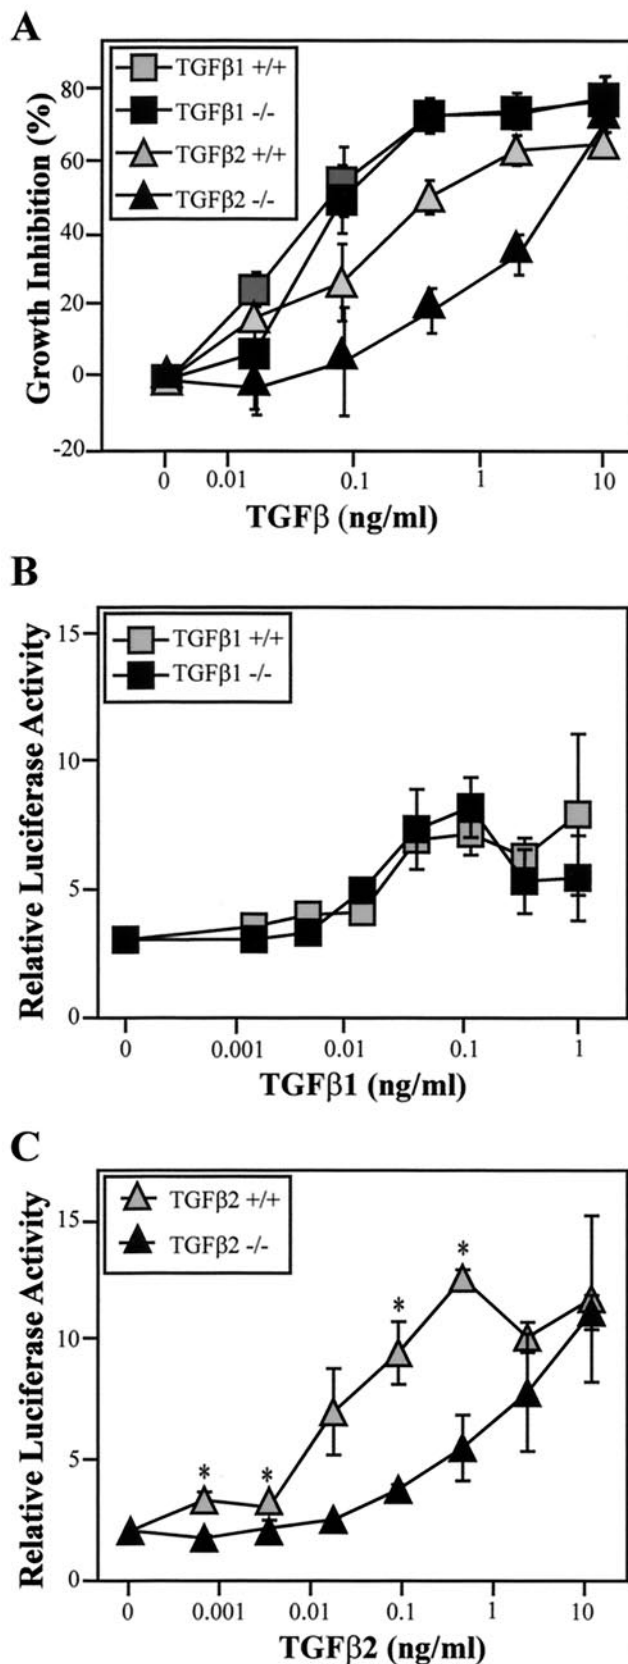 A
TGFβ1 +/+
TGFβ1 -/-
TGFβ2 +/+
TGFβ2 -/-
Growth Inhibition (%)
80
60
40
20
0
-20
0
0.01
0.1
1
10
TGFβ (ng/ml)
B
TGFβ1 +/+
TGFβ1 -/-
Relative Luciferase Activity
15
10
5
0
0
0.001
0.01
0.1
1
TGFβ1 (ng/ml)
C
TGFβ2 +/+
TGFβ2 -/-
Relative Luciferase Activity
15
10
5
0
*
*
*
*
0
0.001
0.01
0.1
1
10
TGFβ2 (ng/ml)